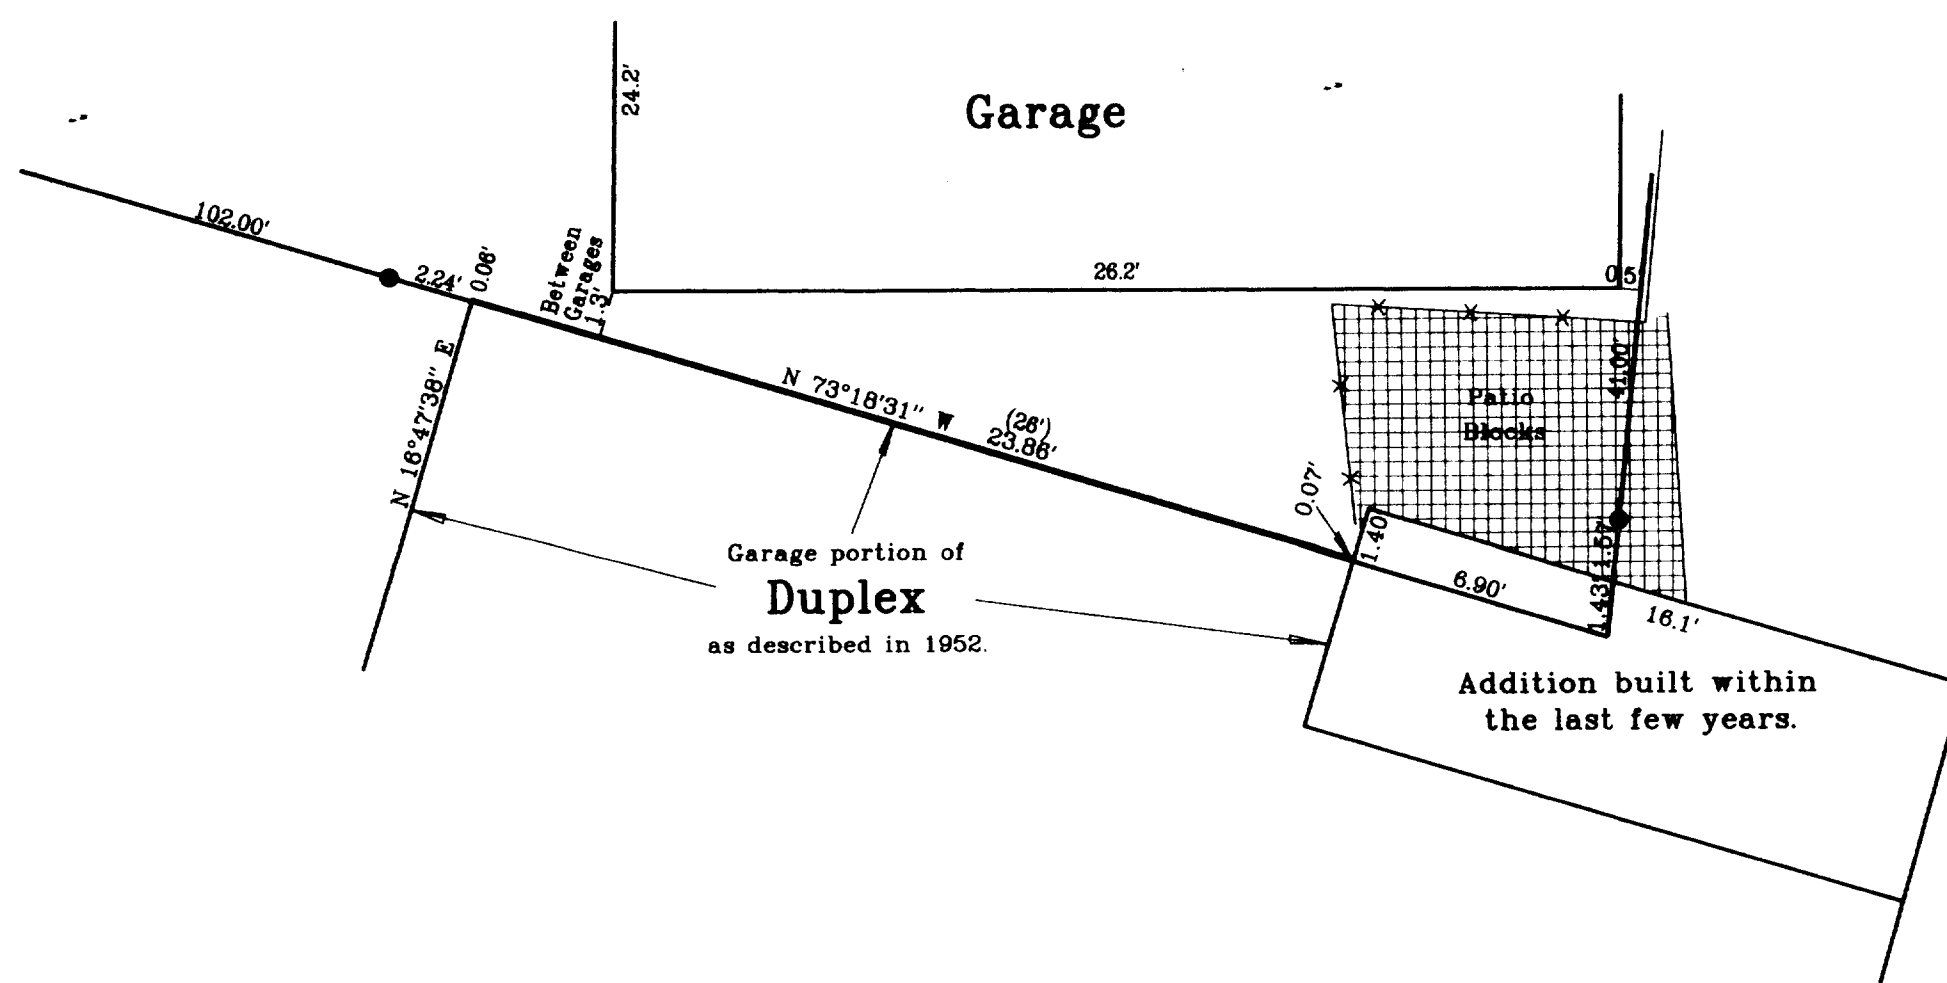 24.2'
Garage
102.00'
2.24'
0.06'
Between
Garages
1.3'
26.2'
0.5'
N 16°47'38" E
N 73°18'31" W
(26')
23.86'
41.00'
Patio
Blocks
0.07'
1.40
6.90'
1.43'
1.57'
16.1'
Garage portion of
Duplex
as described in 1952.
Addition built within
the last few years.